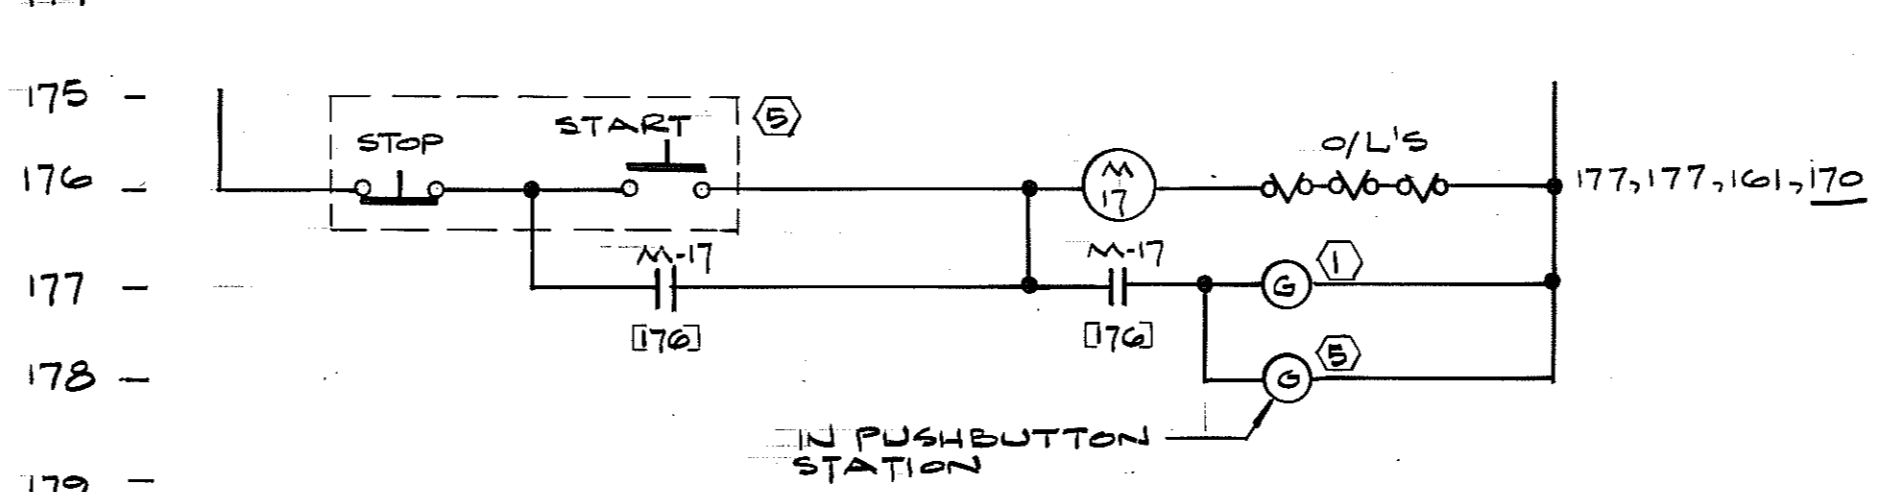 175 -
START
5
STOP
O/L'S
176 -
M
17
177,177,161,170
M-17
M-17
1
177 -
G
[176]
[176]
5
178 -
G
IN PUSHBUTTON
STATION
179 -